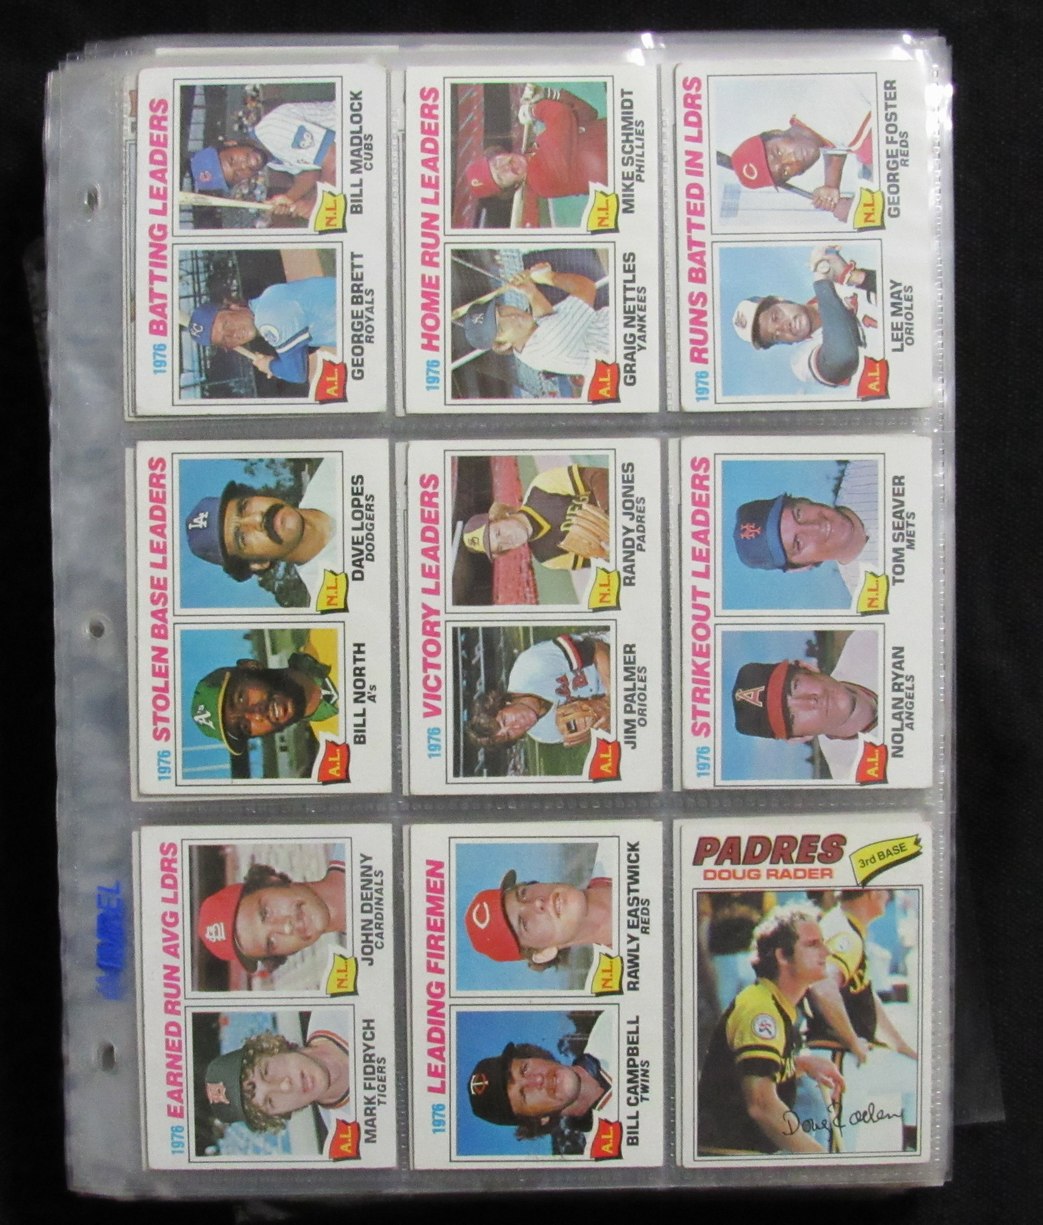 1976 BATTING LEADERS
GEORGE BRETT
ROYALS
A.L.
BILL MADLOCK
CUBS
N.L.
1976 HOME RUN LEADERS
GRAIG NETTLES
YANKEES
A.L.
MIKE SCHMIDT
PHILLIES
N.L.
1976 RUNS BATTED IN LDRS
LEE MAY
ORIOLES
A.L.
GEORGE FOSTER
REDS
N.L.
1976 STOLEN BASE LEADERS
BILL NORTH
A's
A.L.
DAVE LOPES
DODGERS
N.L.
1976 VICTORY LEADERS
JIM PALMER
ORIOLES
A.L.
RANDY JONES
PADRES
N.L.
1976 STRIKEOUT LEADERS
NOLAN RYAN
ANGELS
A.L.
TOM SEAVER
METS
N.L.
1976 EARNED RUN AVG LDRS
MARK FIDRYCH
TIGERS
A.L.
JOHN DENNY
CARDINALS
N.L.
1976 LEADING FIREMEN
BILL CAMPBELL
TWINS
A.L.
RAWLY EASTWICK
REDS
N.L.
PADRES
DOUG RADER
3rd BASE
Doug Rader